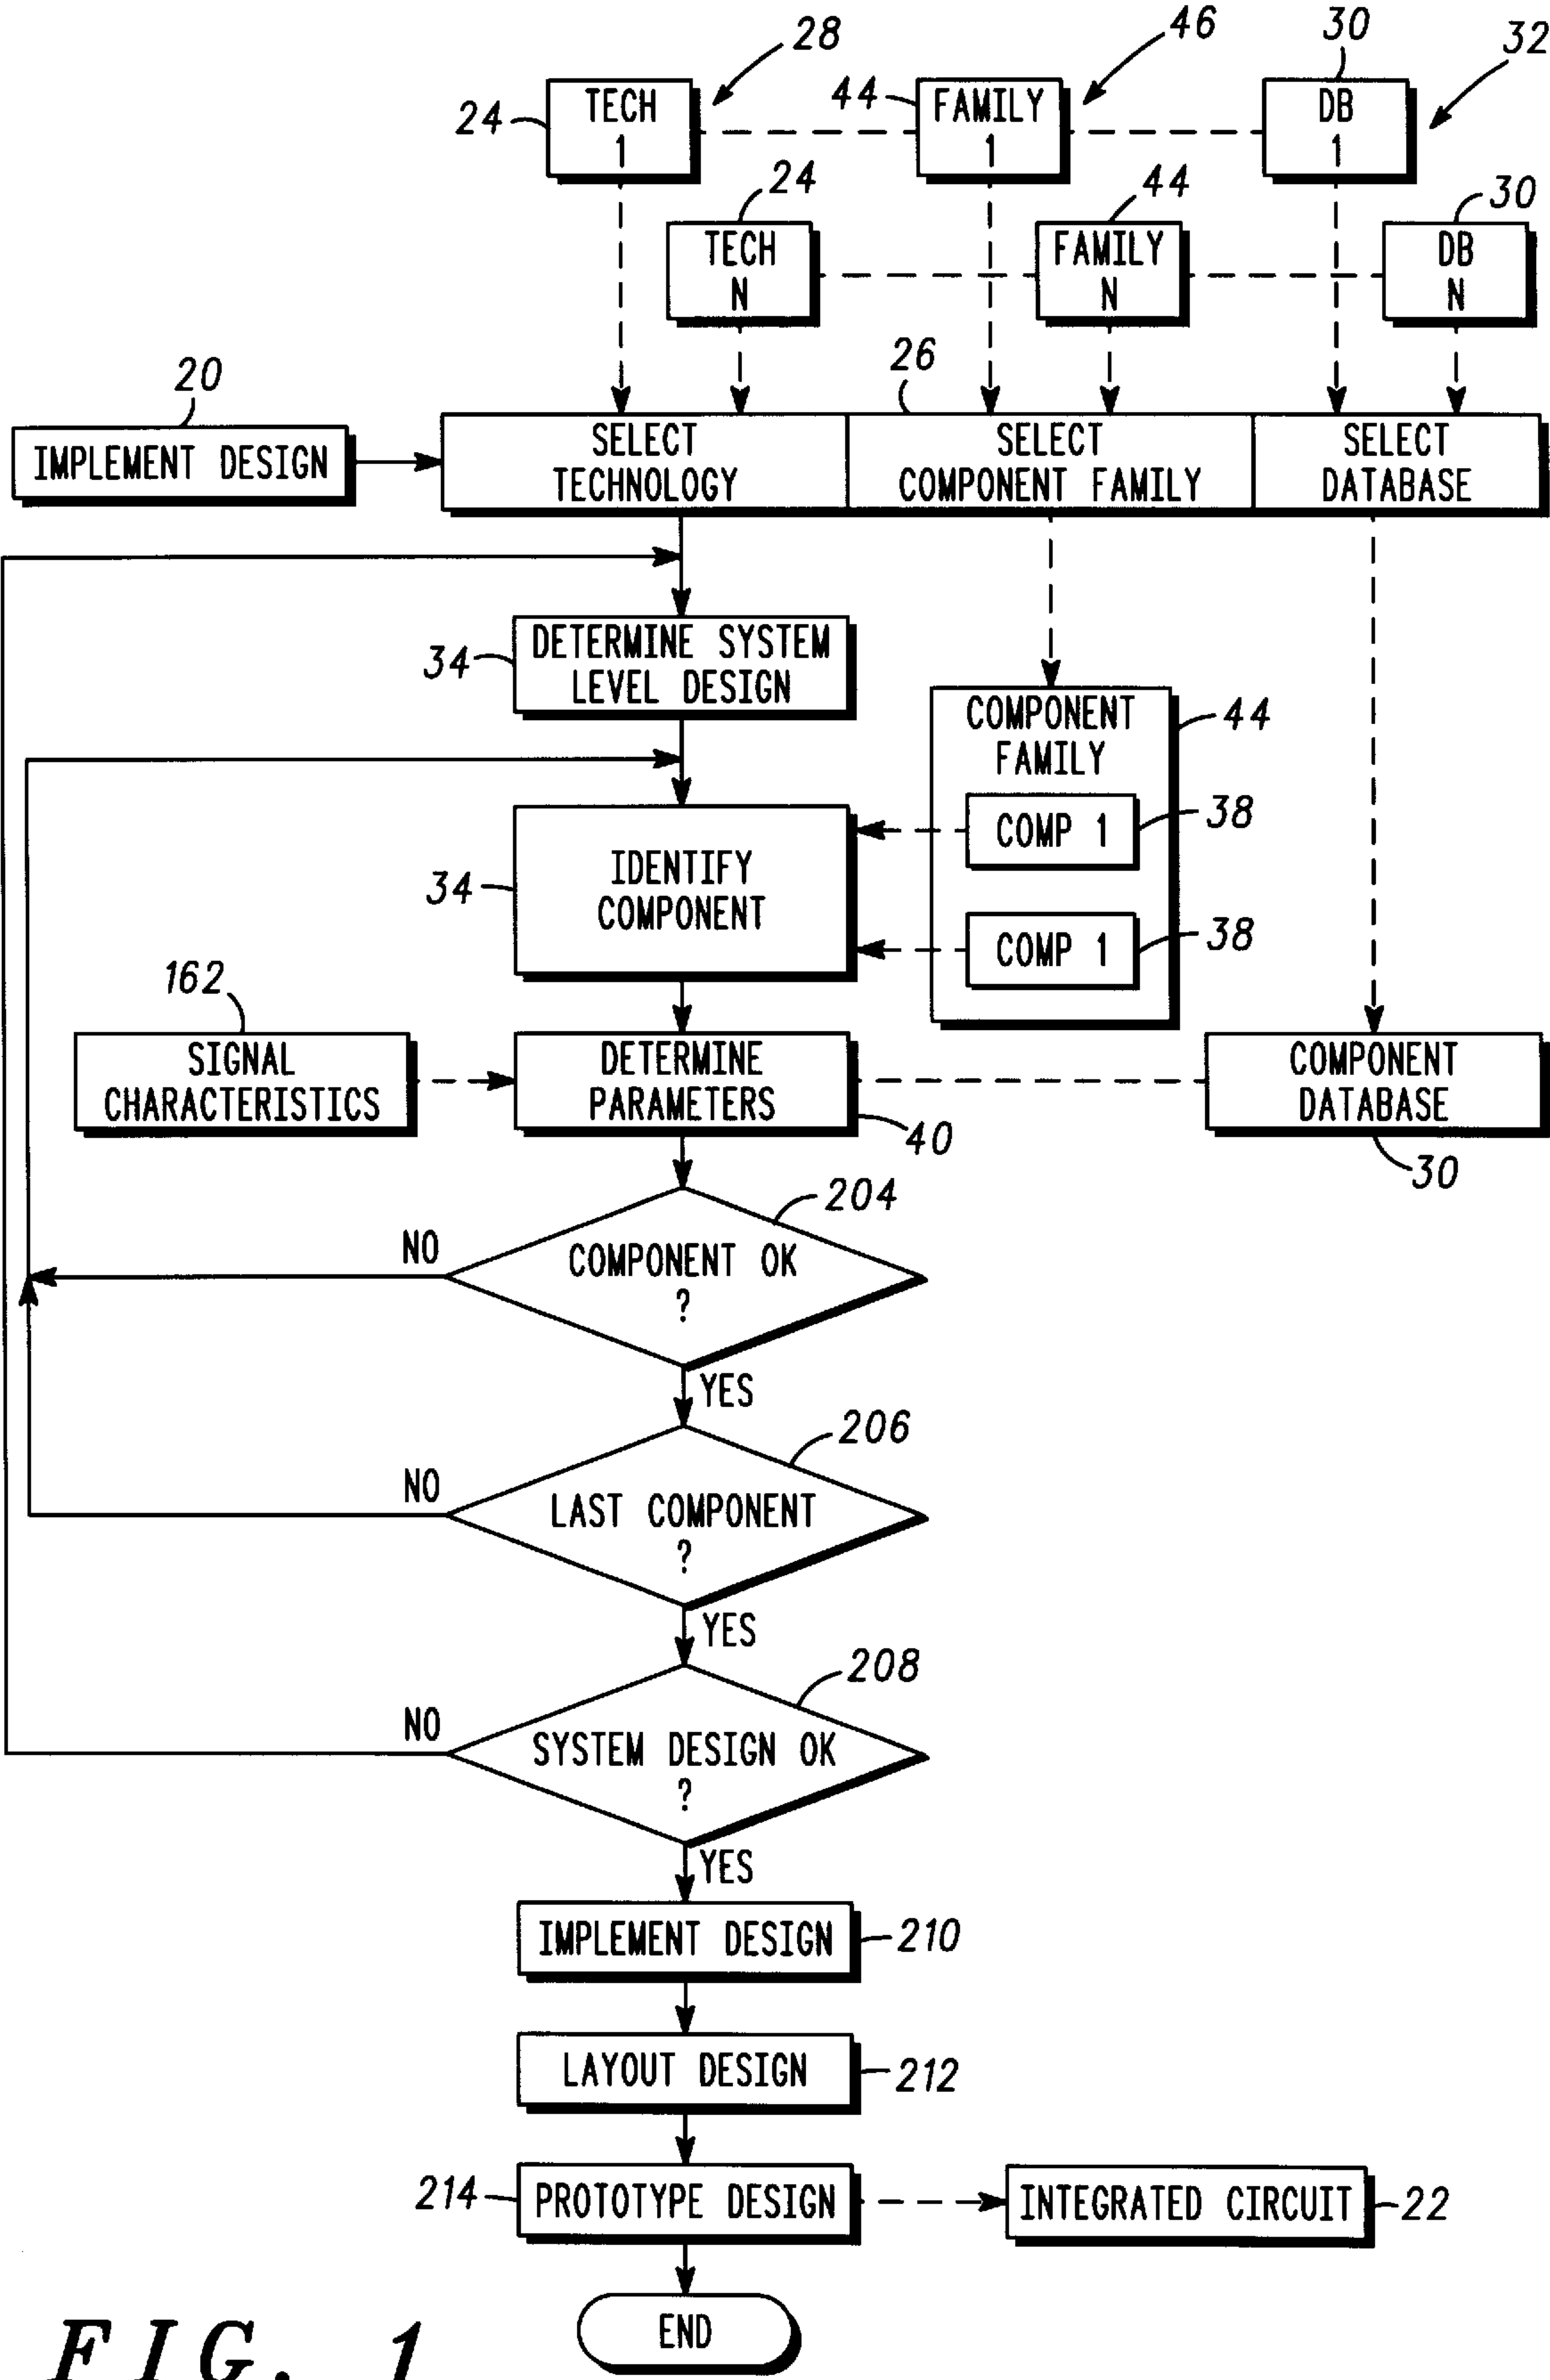 28
46
30
32
24
TECH
1
44
FAMILY
1
DB
1
24
TECH
N
44
FAMILY
N
30
DB
N
20
IMPLEMENT DESIGN
26
SELECT
TECHNOLOGY
SELECT
COMPONENT FAMILY
SELECT
DATABASE
34
DETERMINE SYSTEM
LEVEL DESIGN
COMPONENT
FAMILY
44
34
IDENTIFY
COMPONENT
COMP 1
38
COMP 1
38
162
SIGNAL
CHARACTERISTICS
DETERMINE
PARAMETERS
40
COMPONENT
DATABASE
30
204
NO
COMPONENT OK
?
YES
206
NO
LAST COMPONENT
?
YES
208
NO
SYSTEM DESIGN OK
?
YES
IMPLEMENT DESIGN
210
LAYOUT DESIGN
212
214
PROTOTYPE DESIGN
INTEGRATED CIRCUIT
22
END
FIG. 1